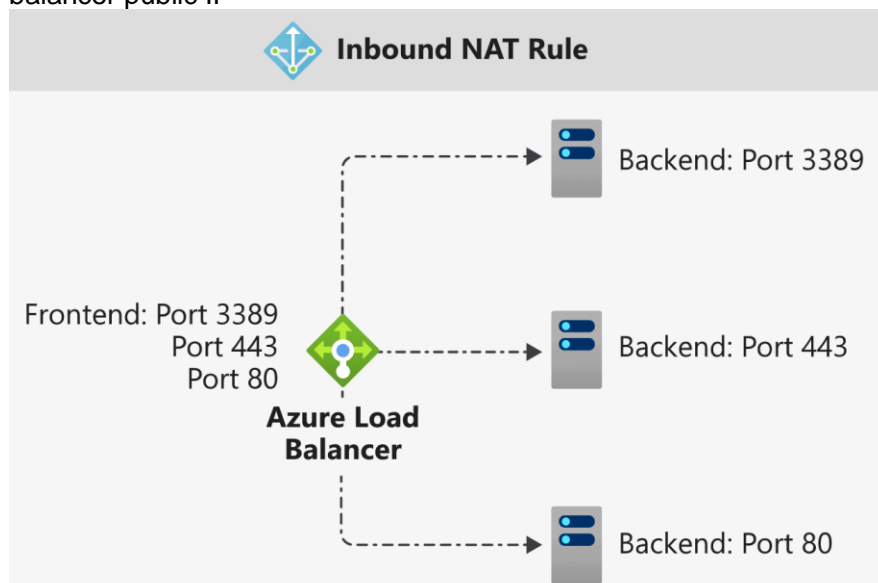 Inbound NAT Rule
Backend: Port 3389
Frontend: Port 3389
Port 443
Port 80
Backend: Port 443
Azure Load
Balancer
Backend: Port 80